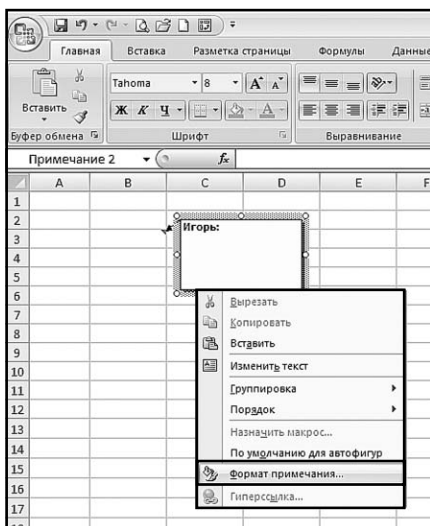 Главная Вставка Разметка страницы Формулы Данные
Вставить
Tahoma 8 А А
Ж К Ч А
Буфер обмена Шрифт Выравнивание
Примечание 2 fx
A B C D E F
1
2
Игорь:
3
4
5
6
Вырезать
7
Копировать
8
Вставить
9
10
Изменить текст
11
Группировка
12
Порядок
13
Назначить макрос...
14
По умолчанию для автофигур
15
Формат примечания...
16
Гиперссылка...
17